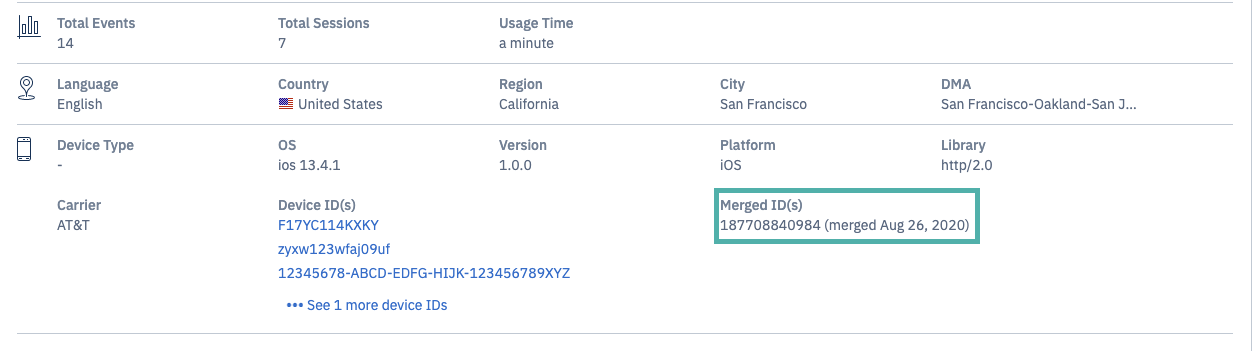 Total Events Total Sessions Usage Time
14 7 a minute
Language Country Region City DMA
English United States California San Francisco San Francisco-Oakland-San J...
Device Type OS Version Platform Library
- ios 13.4.1 1.0.0 iOS http/2.0
Carrier Device ID(s) Merged ID(s)
AT&T F17YC114KXKY 187708840984 (merged Aug 26, 2020)
zyxw123wfaj09uf
12345678-ABCD-EDFG-HIJK-123456789XYZ
••• See 1 more device IDs